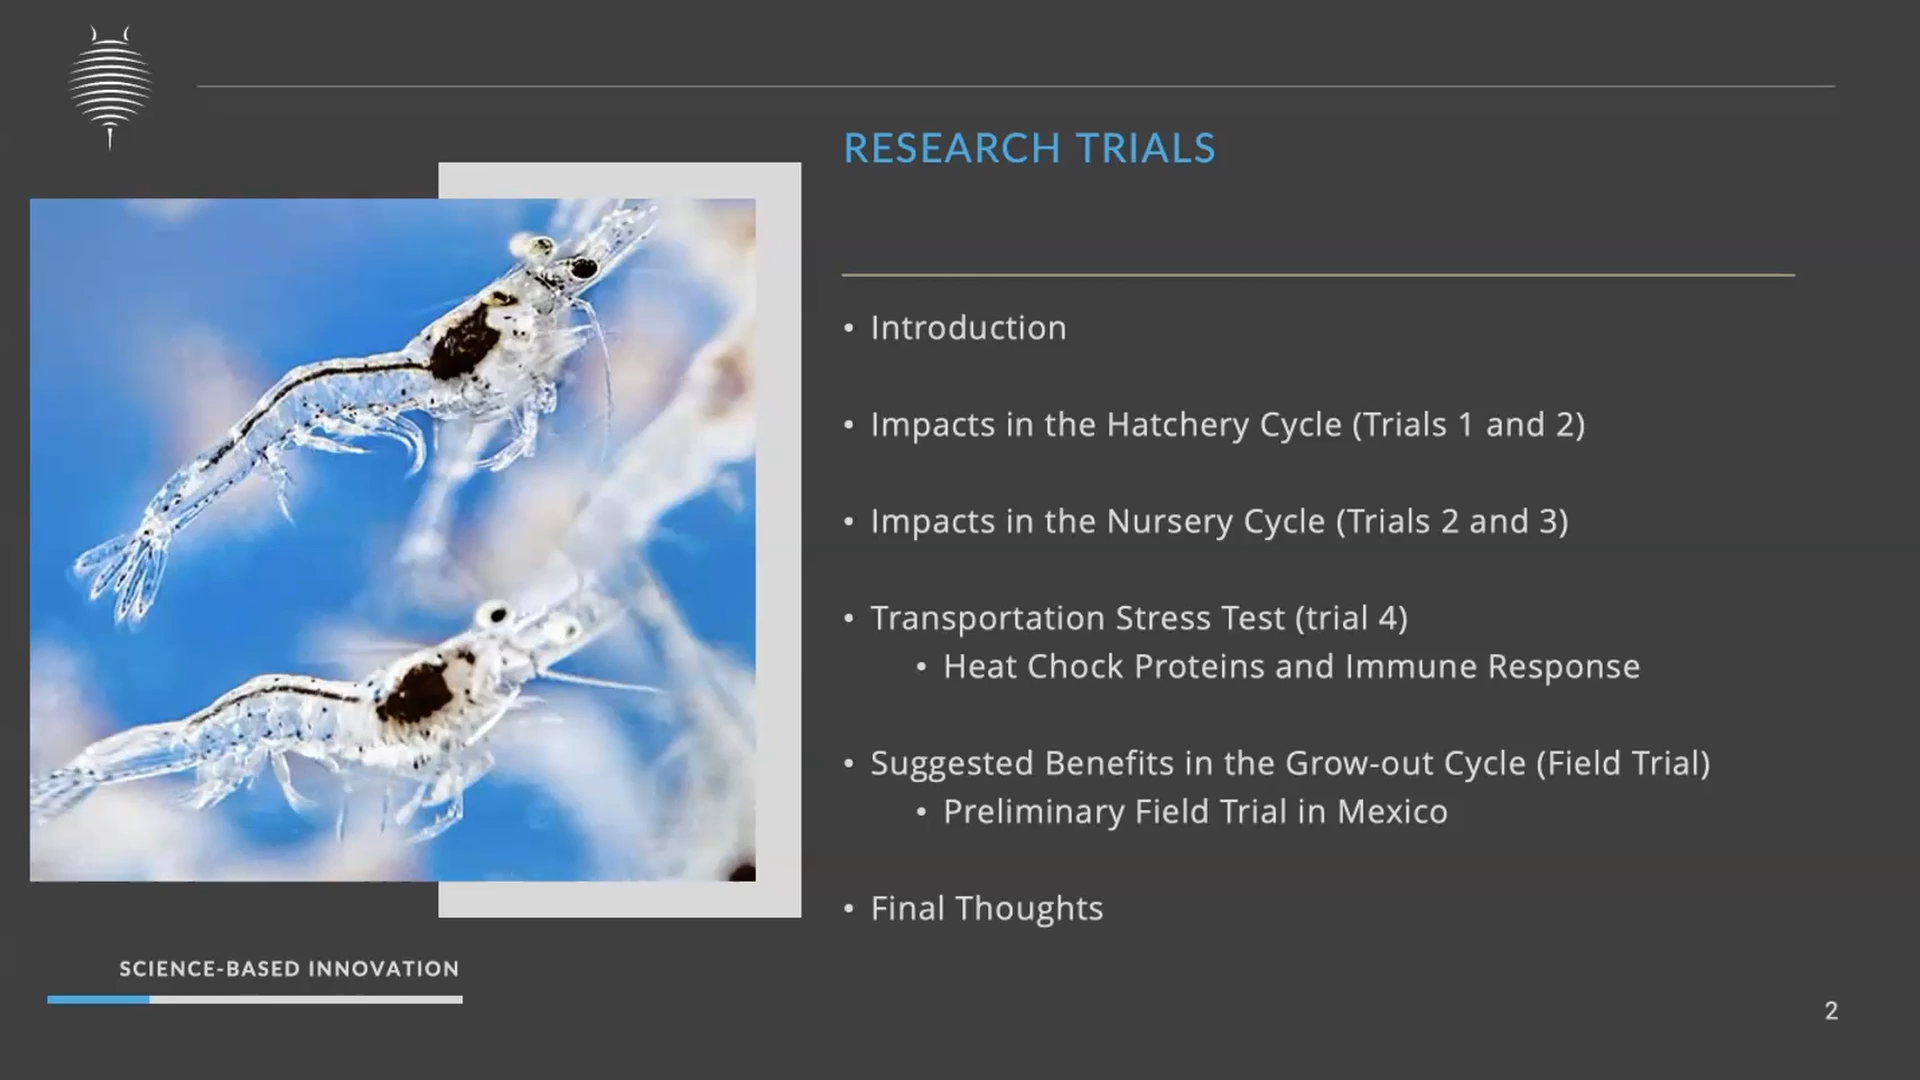 RESEARCH TRIALS
• Introduction
• Impacts in the Hatchery Cycle (Trials 1 and 2)
• Impacts in the Nursery Cycle (Trials 2 and 3)
• Transportation Stress Test (trial 4)
• Heat Chock Proteins and Immune Response
• Suggested Benefits in the Grow-out Cycle (Field Trial)
• Preliminary Field Trial in Mexico
• Final Thoughts
SCIENCE-BASED INNOVATION
2